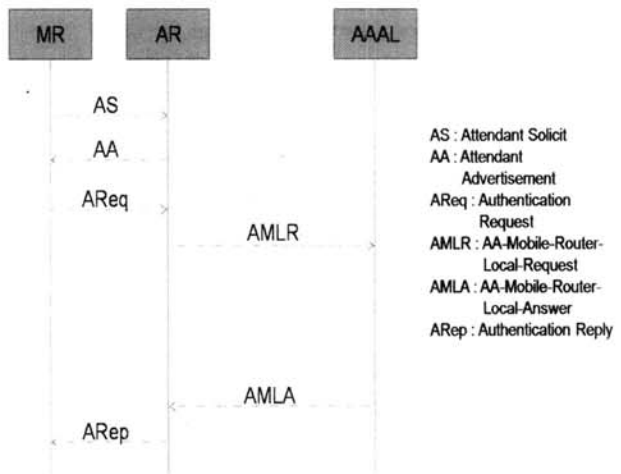 MR
AR
AAAL
AS
AA
AReq
AMLR
AMLA
ARep
AS : Attendant Solicit
AA : Attendant
Advertisement
AReq : Authentication
Request
AMLR : AA-Mobile-Router-
Local-Request
AMLA : AA-Mobile-Router-
Local-Answer
ARep : Authentication Reply